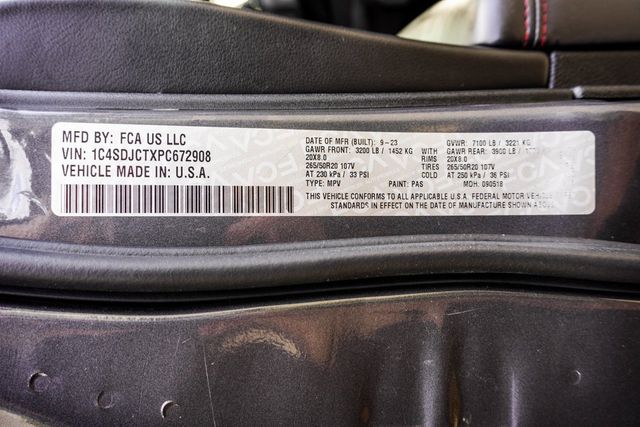 MFD BY: FCA US LLC
VIN: 1C4SDJCTXPC672908
VEHICLE MADE IN: U.S.A.
DATE OF MFR (BUILT): 9-23 GVWR: 7100 LB / 3221 KG
GAWR FRONT: 3200 LB / 1452 KG GAWR REAR: 3900 LB /
20X8.0 RIMS 20X8.0
265/50R20 107V TIRES 265/50R20 107V
AT 230 kPa / 33 PSI COLD AT 250 kPa / 36 PSI
TYPE: MPV PAINT: PAS MDH: 090518
THIS VEHICLE CONFORMS TO ALL APPLICABLE U.S.A. FEDERAL MOTOR VEHICLE
STANDARDS IN EFFECT ON THE DATE OF MANUFACTURE SHOWN ABOVE